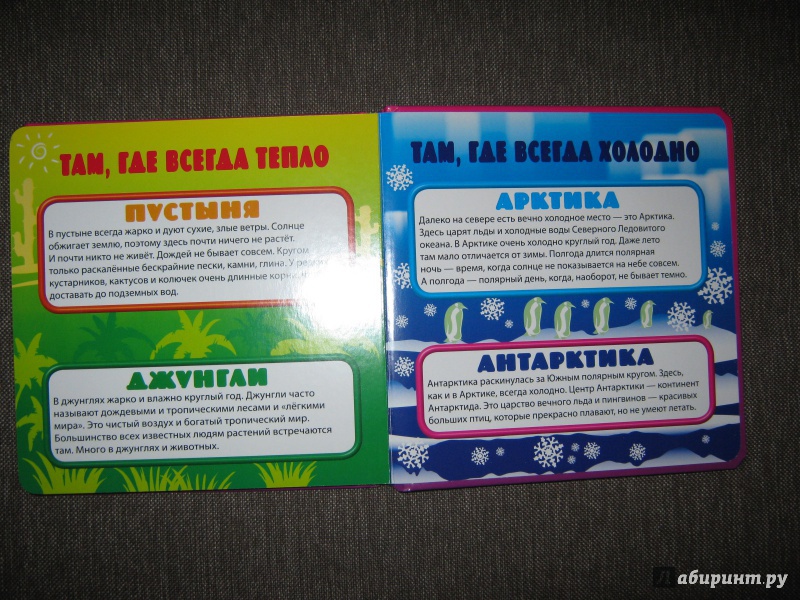 ТАМ, ГДЕ ВСЕГДА ТЕПЛО
ПУСТЫНЯ
В пустыне всегда жарко и дуют сухие, злые ветры. Солнце
обжигает землю, поэтому здесь почти ничего не растёт.
И почти никто не живёт. Дождей не бывает совсем. Кругом
только раскалённые бескрайние пески, камни, глина. У
кустарников, кактусов и колючек очень длинные
доставать до подземных вод.
ДЖУНГЛИ
В джунглях жарко и влажно круглый год. Джунгли часто
называют дождевыми и тропическими лесами и «лёгкими
мира». Это чистый воздух и богатый тропический мир.
Большинство всех известных людям растений встречаются
там. Много в джунглях и животных.
ТАМ, ГДЕ ВСЕГДА ХОЛОДНО
АРКТИКА
Далеко на севере есть вечно холодное место — это Арктика.
Здесь царят льды и холодные воды Северного Ледовитого
океана. В Арктике очень холодно круглый год. Даже лето
там мало отличается от зимы. Полгода длится полярная
ночь — время, когда солнце не показывается на небе совсем.
А полгода — полярный день, когда, наоборот, не бывает темно.
АНТАРКТИКА
Антарктика раскинулась за Южным полярным кругом. Здесь,
как и в Арктике, всегда холодно. Центр Антарктики — континент
Антарктида. Это царство вечного льда и пингвинов — красивых
больших птиц, которые прекрасно плавают, но не умеют летать.
Лабиринт.ру